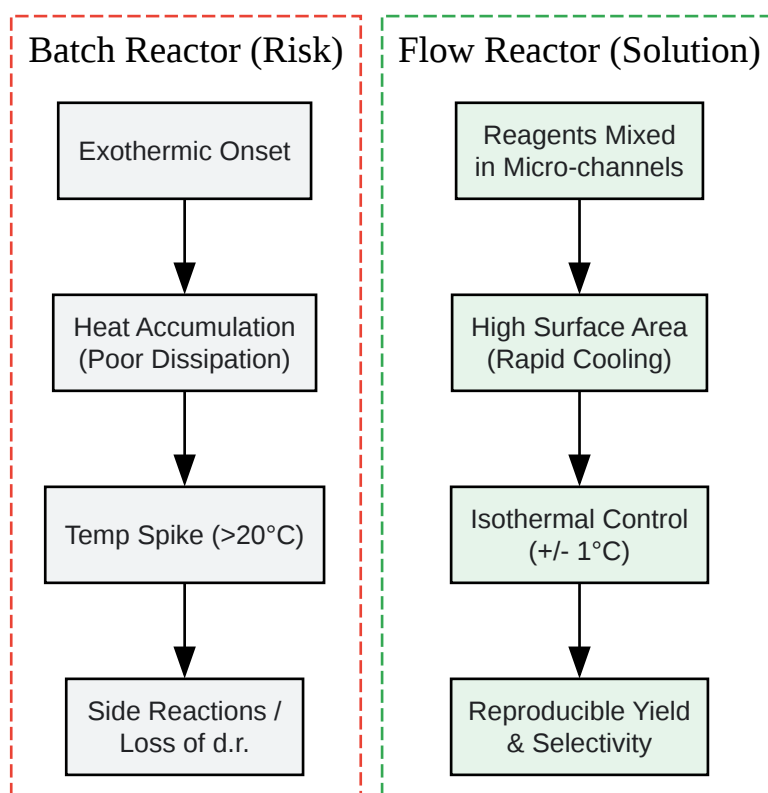 Batch Reactor (Risk)
Exothermic Onset
Heat Accumulation
(Poor Dissipation)
Temp Spike (>20°C)
Side Reactions /
Loss of d.r.
Flow Reactor (Solution)
Reagents Mixed
in Micro-channels
High Surface Area
(Rapid Cooling)
Isothermal Control
(+/- 1°C)
Reproducible Yield
& Selectivity